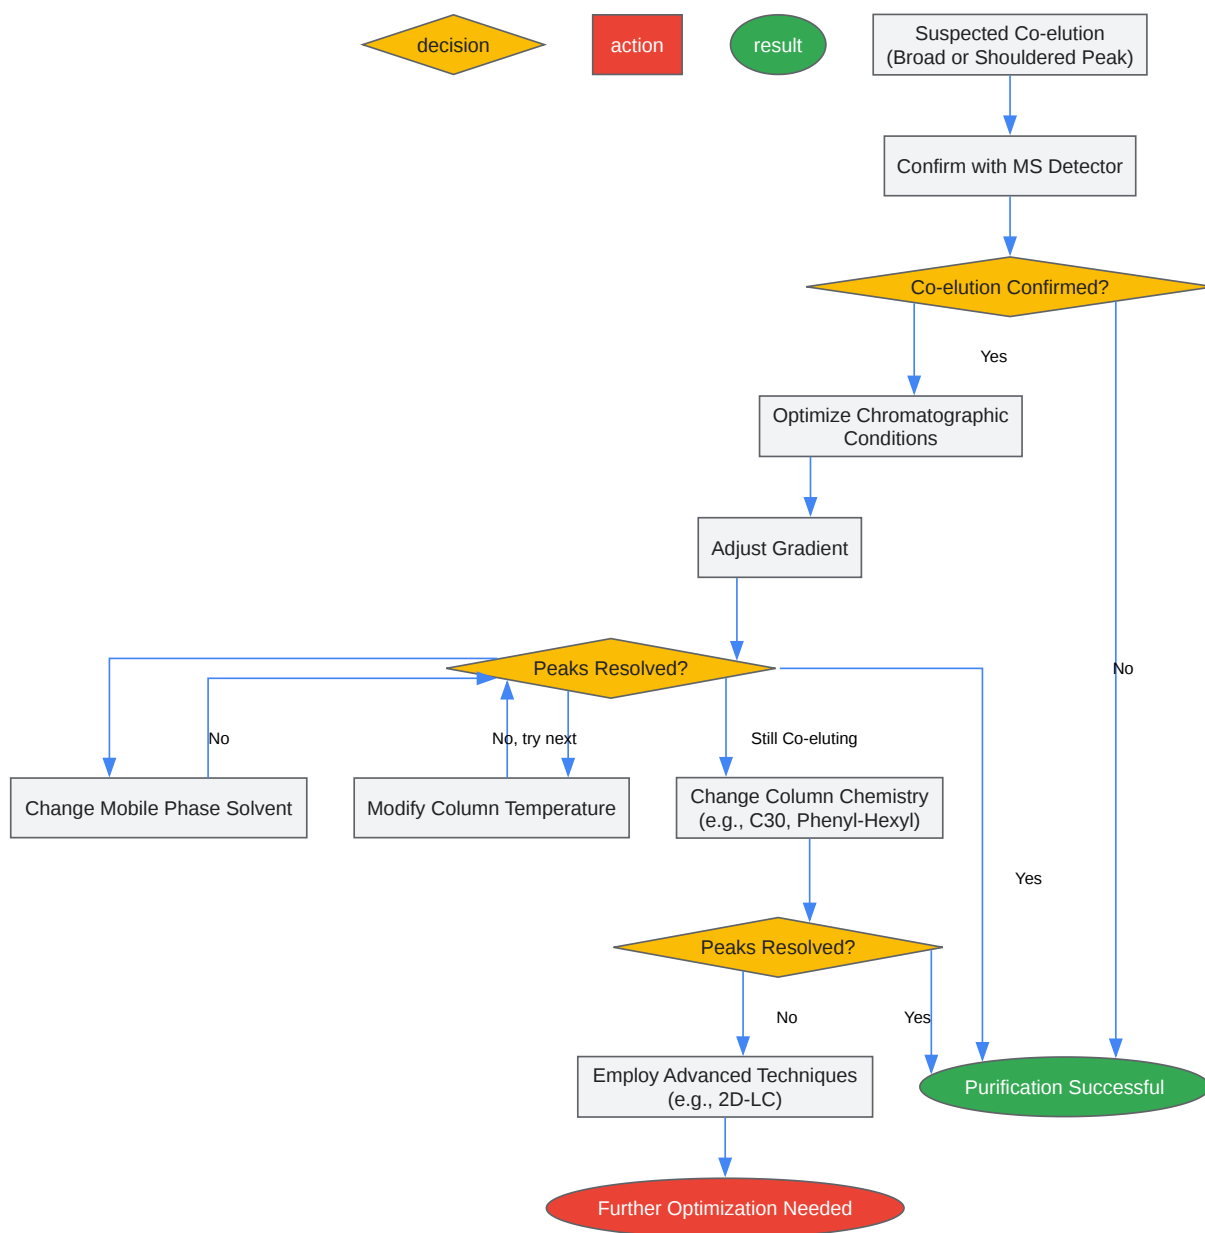 decision
action
result
Suspected Co-elution
(Broad or Shouldered Peak)
Confirm with MS Detector
Co-elution Confirmed?
Yes
Optimize Chromatographic
Conditions
Adjust Gradient
Peaks Resolved?
No
No
No, try next
Still Co-eluting
Change Mobile Phase Solvent
Modify Column Temperature
Change Column Chemistry
(e.g., C30, Phenyl-Hexyl)
Yes
Peaks Resolved?
No
Yes
Employ Advanced Techniques
(e.g., 2D-LC)
Purification Successful
Further Optimization Needed